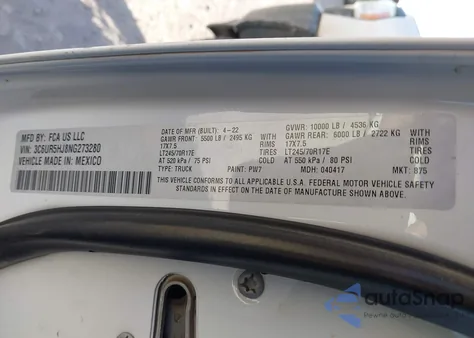 MFD BY: FCA US LLC
VIN: 3C6UR5HJ8NG273280
VEHICLE MADE IN: MEXICO
DATE OF MFR (BUILT): 4-22 GVWR: 10000 LB / 4536 KG
GAWR FRONT: 5500 LB / 2495 KG GAWR REAR: 6000 LB / 2722 KG
17X7.5 RIMS 17X7.5 RIMS
LT245/70R17E TIRES LT245/70R17E TIRES
AT 520 kPa / 75 PSI COLD AT 550 kPa / 80 PSI COLD
TYPE: TRUCK PAINT: PW7 MDH: 040417 MKT: 875
THIS VEHICLE CONFORMS TO ALL APPLICABLE U.S.A. FEDERAL MOTOR VEHICLE SAFETY
STANDARDS IN EFFECT ON THE DATE OF MANUFACTURE SHOWN ABOVE.
autoSnap